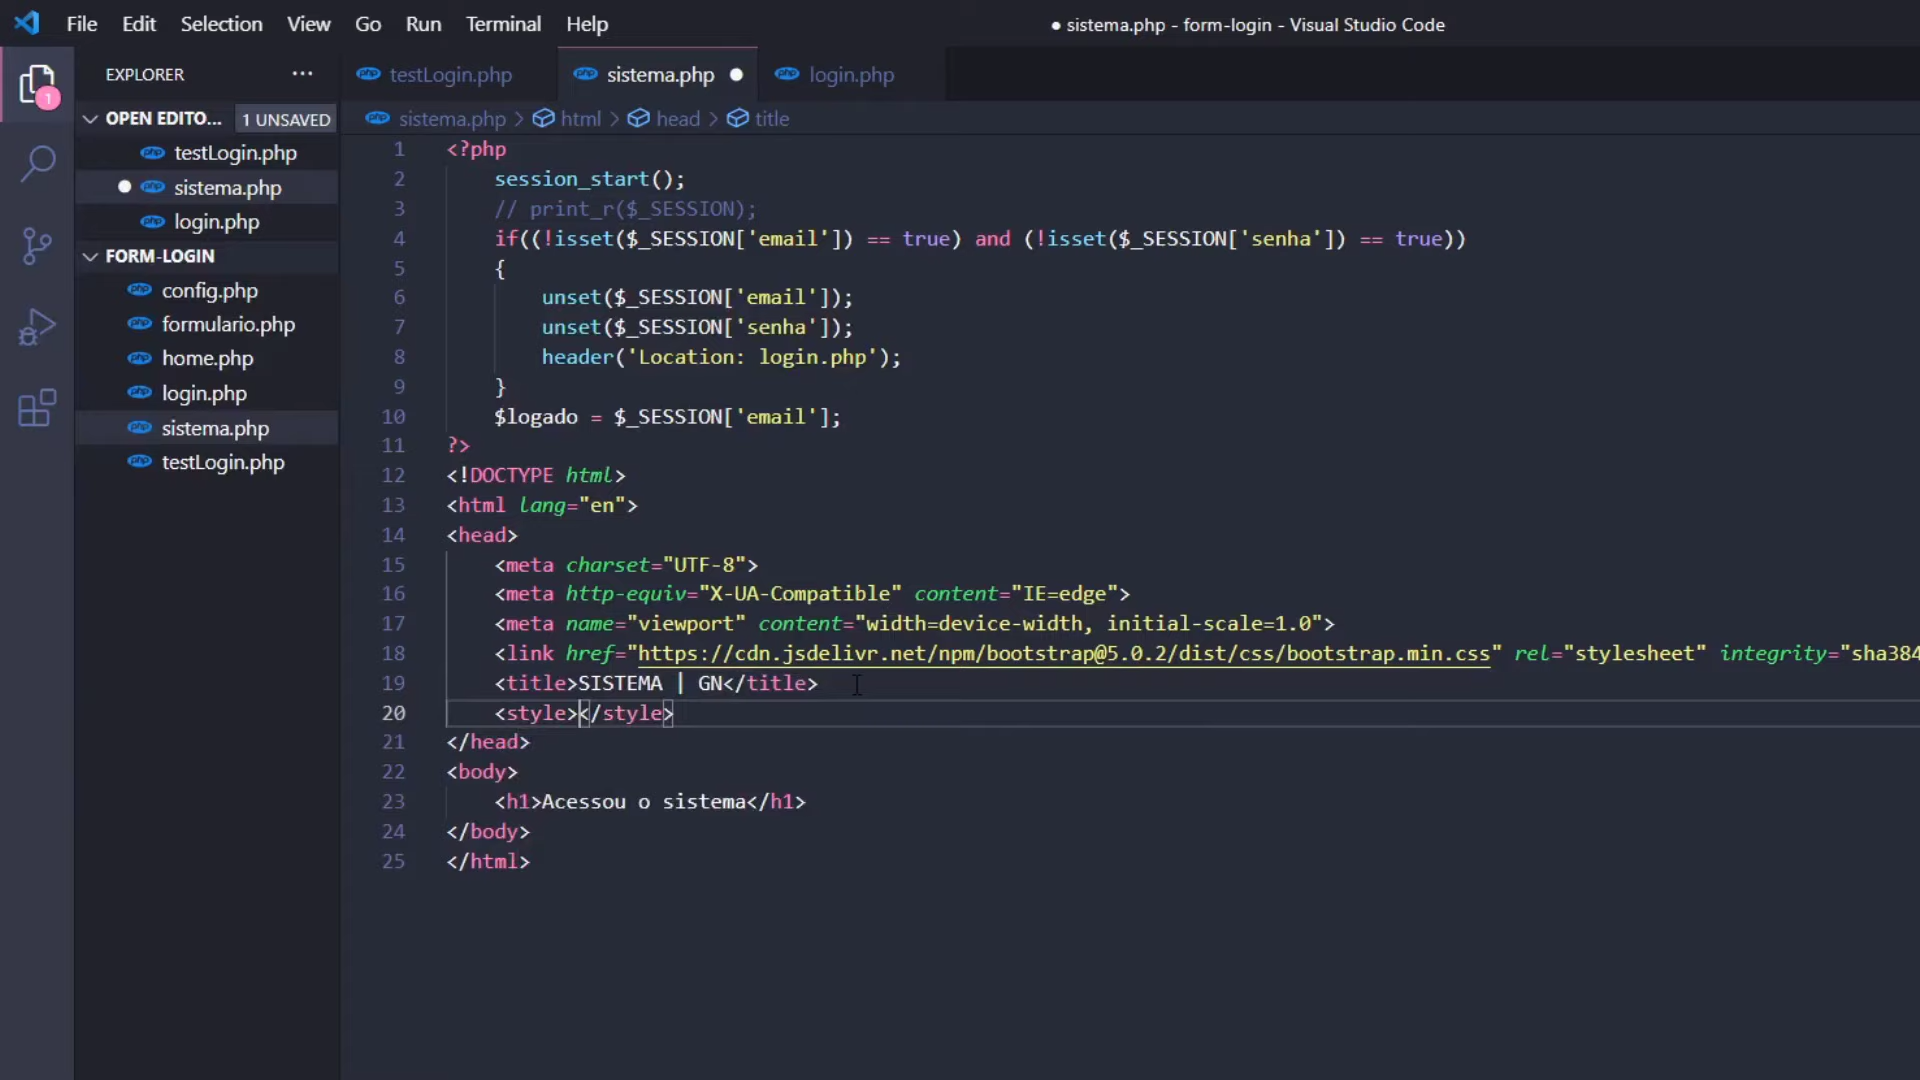 File Edit Selection View Go Run Terminal Help
● sistema.php - form-login - Visual Studio Code
EXPLORER ···
testLogin.php
sistema.php
login.php
1
OPEN EDITO... 1 UNSAVED
testLogin.php
sistema.php
login.php
FORM-LOGIN
config.php
formulario.php
home.php
login.php
sistema.php
testLogin.php
sistema.php > html > head > title
1 <?php
2 session_start();
3 // print_r($_SESSION);
4 if((!isset($_SESSION['email']) == true) and (!isset($_SESSION['senha']) == true))
5 {
6 unset($_SESSION['email']);
7 unset($_SESSION['senha']);
8 header('Location: login.php');
9 }
10 $logado = $_SESSION['email'];
11 ?>
12 <!DOCTYPE html>
13 <html lang="en">
14 <head>
15 <meta charset="UTF-8">
16 <meta http-equiv="X-UA-Compatible" content="IE=edge">
17 <meta name="viewport" content="width=device-width, initial-scale=1.0">
18 <link href="https://cdn.jsdelivr.net/npm/bootstrap@5.0.2/dist/css/bootstrap.min.css" rel="stylesheet" integrity="sha384
19 <title>SISTEMA | GN</title>
20 <style></style>
21 </head>
22 <body>
23 <h1>Acessou o sistema</h1>
24 </body>
25 </html>